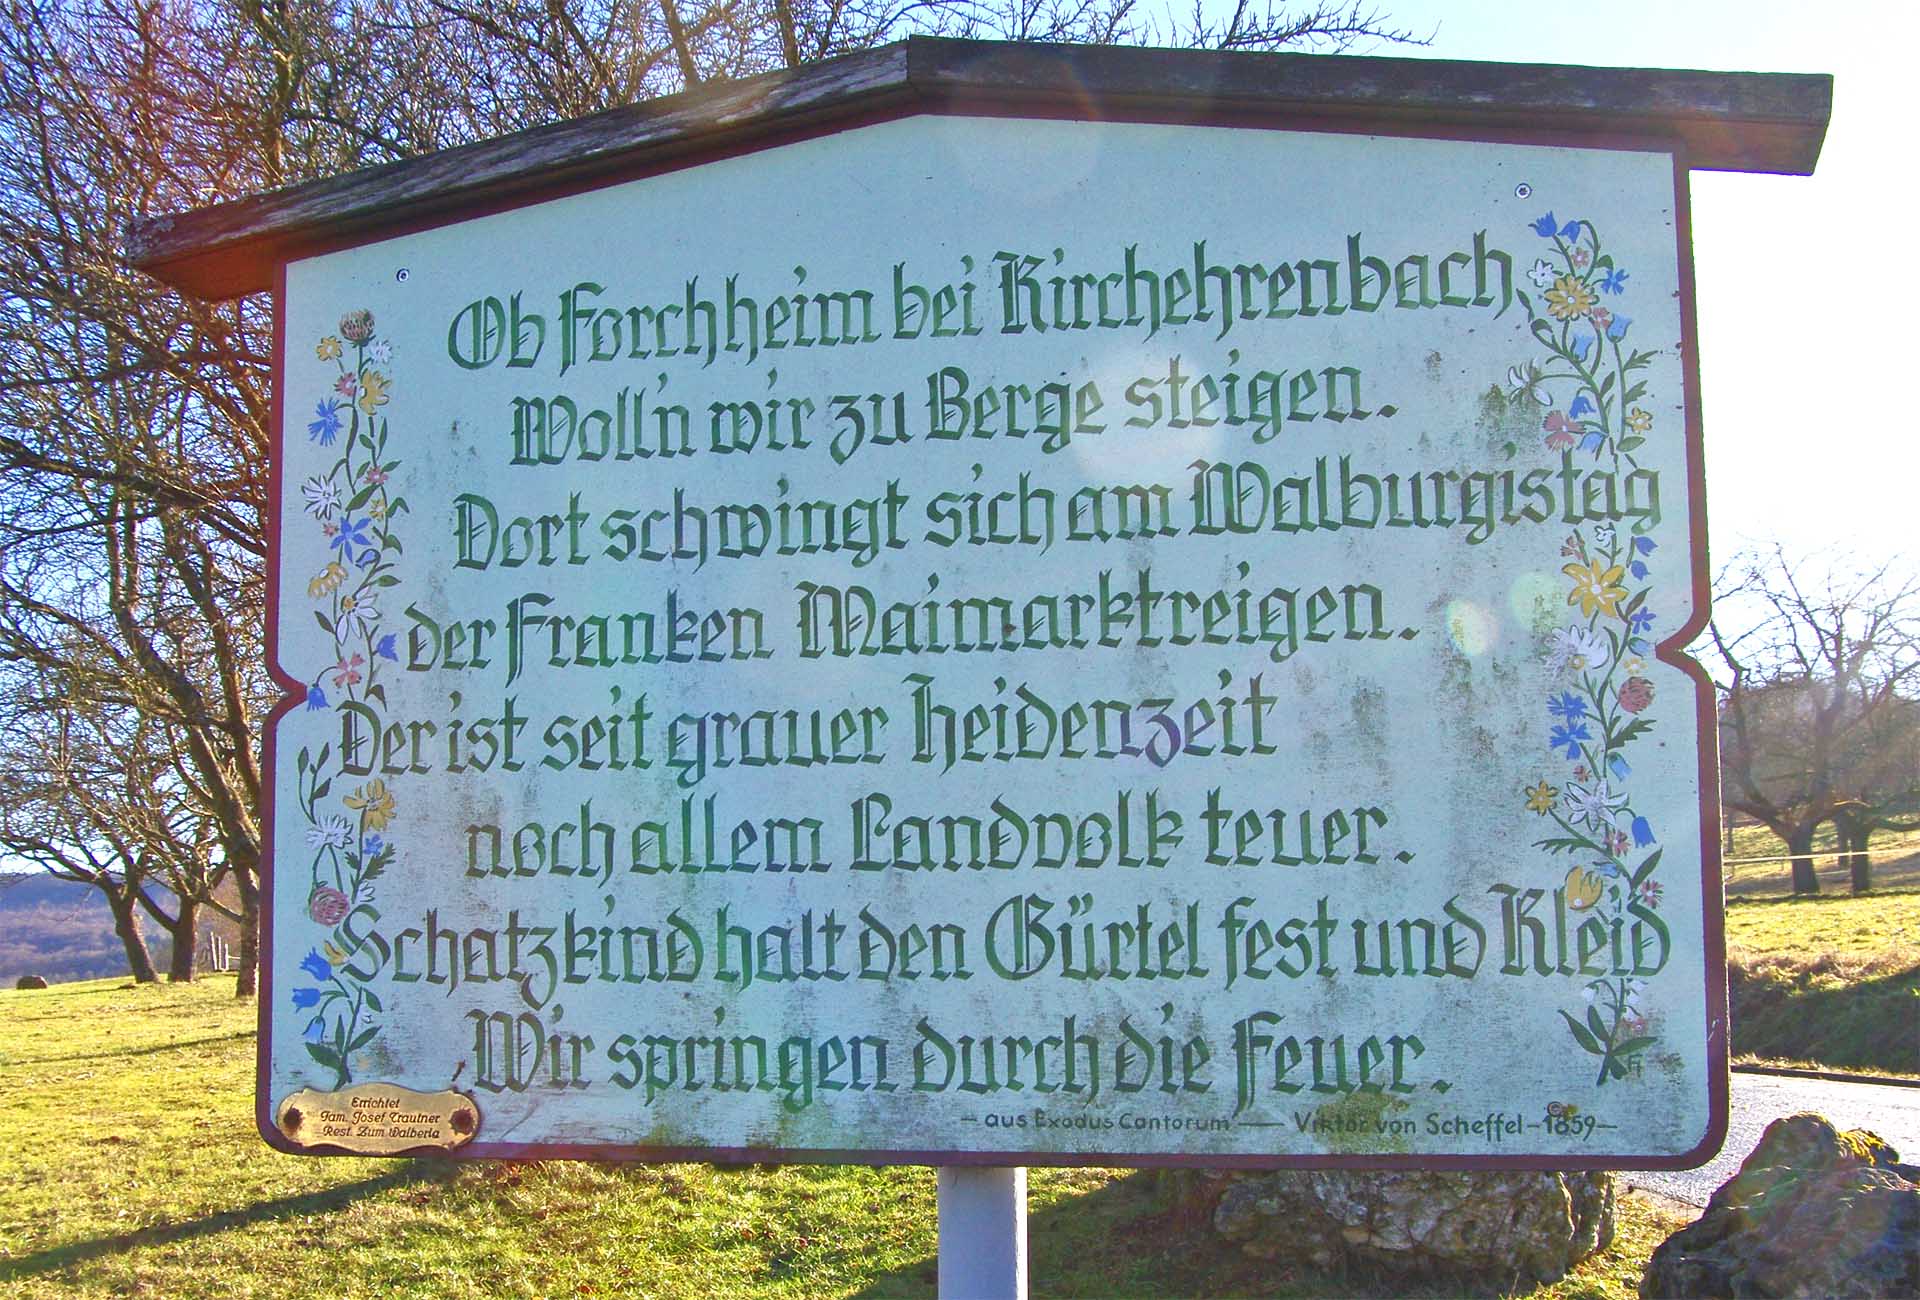 Ob Forchheim bei Kirchehrenbach
Woll'n wir zu Berge steigen.
Dort schwingt sich am Walburgistag
der Franken Maimarktreigen.
Der ist seit grauer Heidenzeit
noch allem Landvolk teuer.
Schatzkind halt den Gürtel fest und Kleid
Wir springen durch die Feuer.
- aus Exodus Cantorum — Viktor von Scheffel - 1859 -
Errichtet
Fam. Josef Trautner
Rest. Zum Walberla